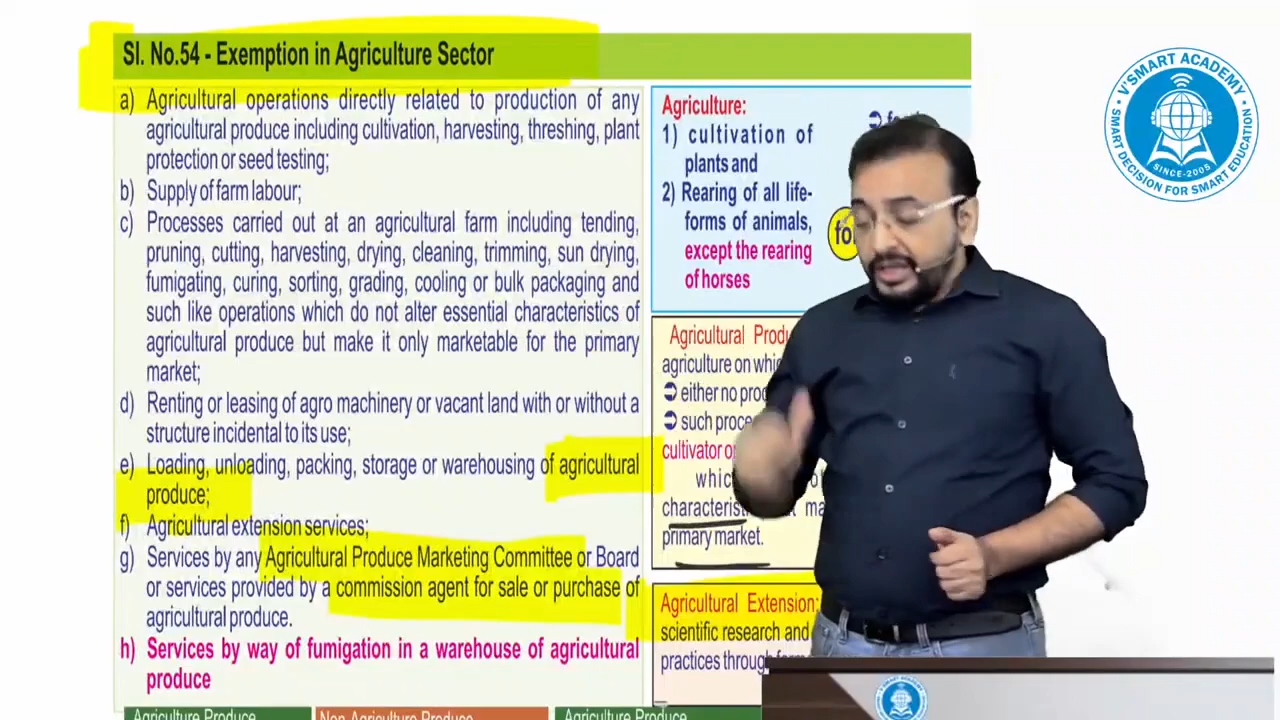 Sl. No.54 - Exemption in Agriculture Sector
a) Agricultural operations directly related to production of any
agricultural produce including cultivation, harvesting, threshing, plant
protection or seed testing;
b) Supply of farm labour;
c) Processes carried out at an agricultural farm including tending,
pruning, cutting, harvesting, drying, cleaning, trimming, sun drying,
fumigating, curing, sorting, grading, cooling or bulk packaging and
such like operations which do not alter essential characteristics of
agricultural produce but make it only marketable for the primary
market;
d) Renting or leasing of agro machinery or vacant land with or without a
structure incidental to its use;
e) Loading, unloading, packing, storage or warehousing of agricultural
produce;
f) Agricultural extension services;
g) Services by any Agricultural Produce Marketing Committee or Board
or services provided by a commission agent for sale or purchase of
agricultural produce.
h) Services by way of fumigation in a warehouse of agricultural
produce
Agriculture Produce
Non-Agriculture Produce
Agriculture Produce
Agriculture:
1) cultivation of
plants and
2) Rearing of all life-
forms of animals,
except the rearing
of horses
Agricultural
agriculture on
either no
such
cultivator
primary market.
Agricultural Extension:
scientific research and
practices through
V'SMART ACADEMY
SINCE-2005
SMART DECISION FOR SMART EDUCATION